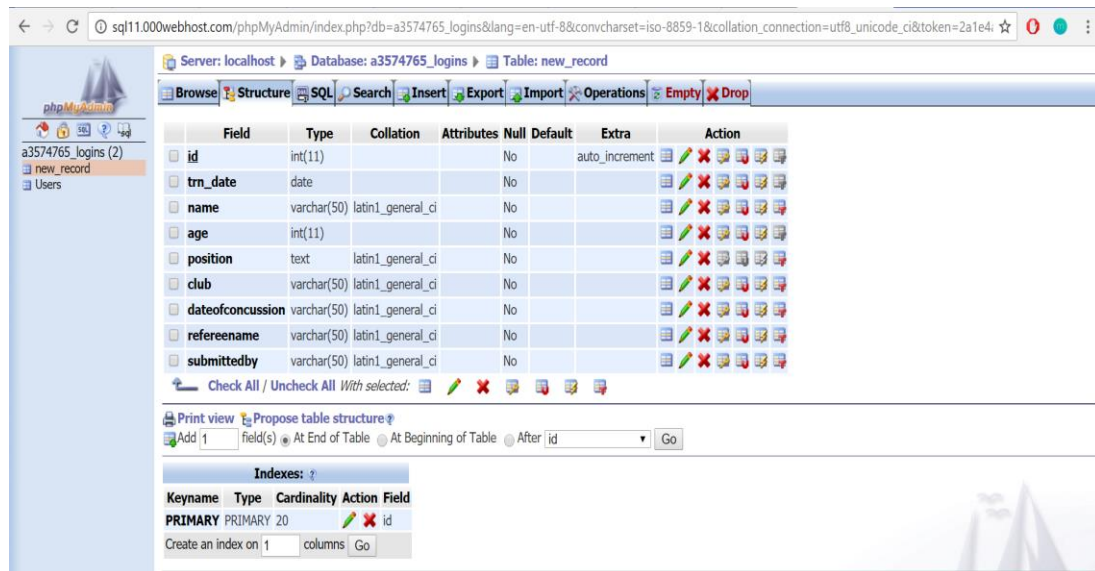 sql11.000webhost.com/phpMyAdmin/index.php?db=a3574765_logins&lang=en-utf-8&convcharset=iso-8859-1&collation_connection=utf8_unicode_ci&token=2a1e4
Server: localhost ▶ Database: a3574765_logins ▶ Table: new_record
Browse Structure SQL Search Insert Export Import Operations Empty Drop
phpMyAdmin
a3574765_logins (2)
new_record
Users
Field Type Collation Attributes Null Default Extra Action
id int(11) No auto_increment
trn_date date No
name varchar(50) latin1_general_ci No
age int(11) No
position text latin1_general_ci No
club varchar(50) latin1_general_ci No
dateofconcussion varchar(50) latin1_general_ci No
refereename varchar(50) latin1_general_ci No
submittedby varchar(50) latin1_general_ci No
Check All / Uncheck All With selected:
Print view Propose table structure
Add 1 field(s) At End of Table At Beginning of Table After id Go
Indexes:
Keyname Type Cardinality Action Field
PRIMARY PRIMARY 20 id
Create an index on 1 columns Go